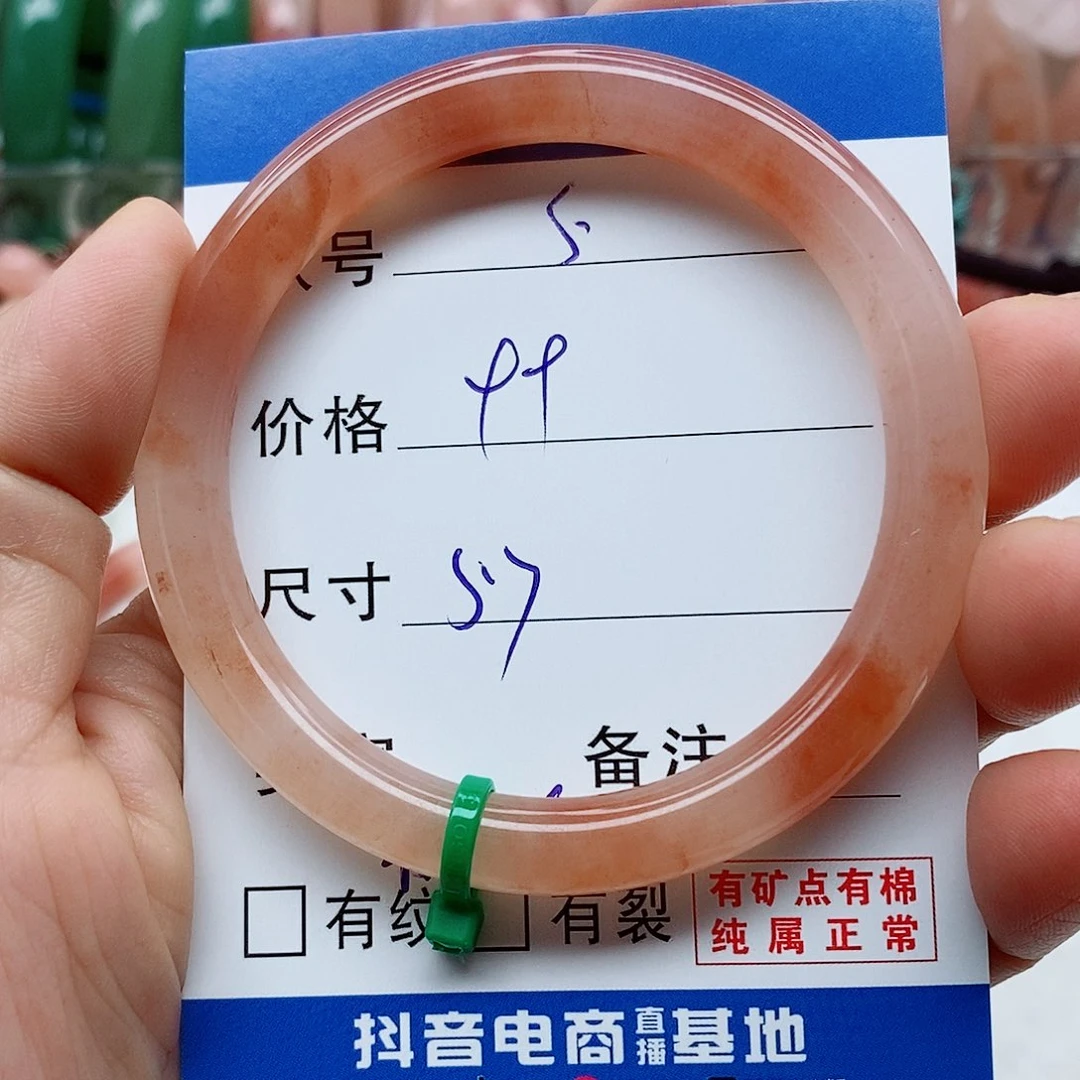 号 5
价格 99
尺寸 57
备注
有纹 有裂
有矿点有棉
纯属正常
抖音电商直播基地